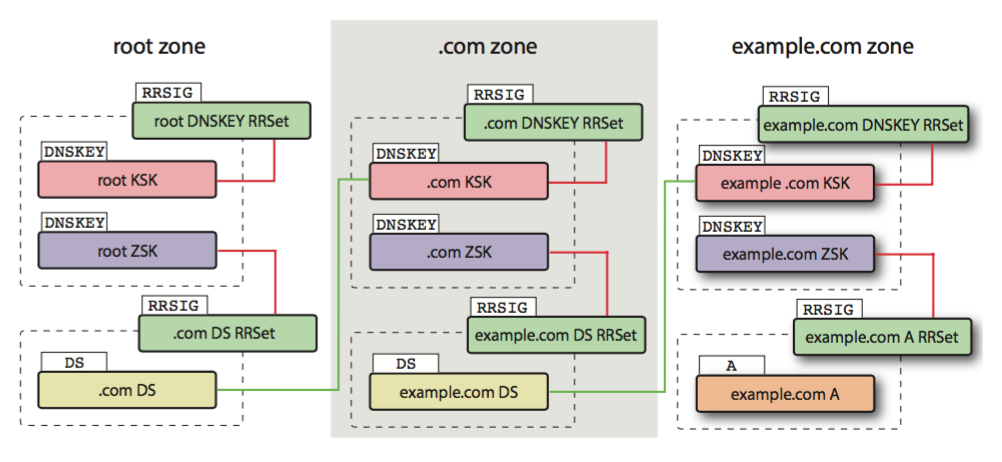 root zone
RRSIG
root DNSKEY RRSet
DNSKEY
root KSK
DNSKEY
root ZSK
RRSIG
.com DS RRSet
DS
.com DS
.com zone
RRSIG
.com DNSKEY RRSet
DNSKEY
.com KSK
DNSKEY
.com ZSK
RRSIG
example.com DS RRSet
DS
example.com DS
example.com zone
RRSIG
example.com DNSKEY RRSet
DNSKEY
example .com KSK
DNSKEY
example.com ZSK
RRSIG
example.com A RRSet
A
example.com A